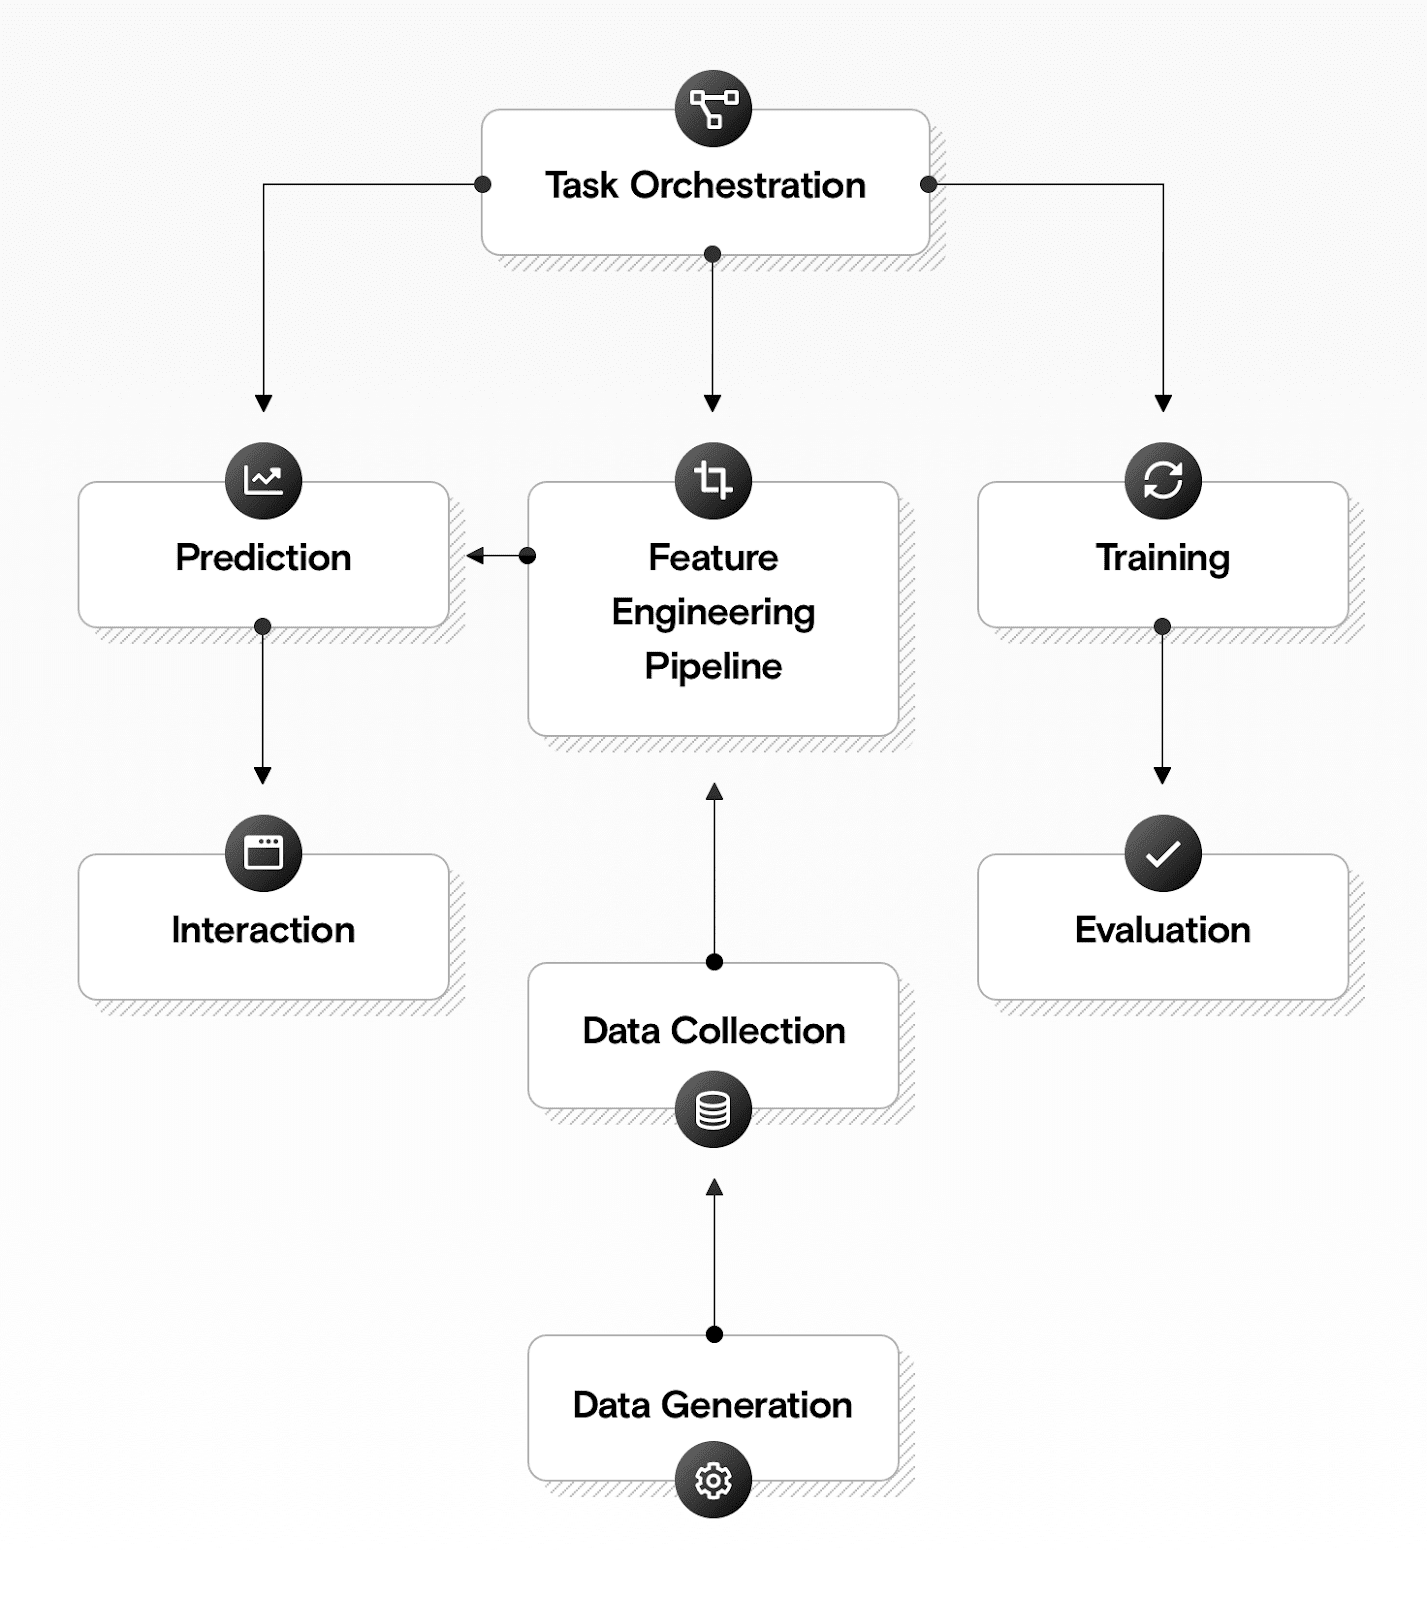 Task Orchestration
Prediction
Feature
Engineering
Pipeline
Training
Interaction
Evaluation
Data Collection
Data Generation